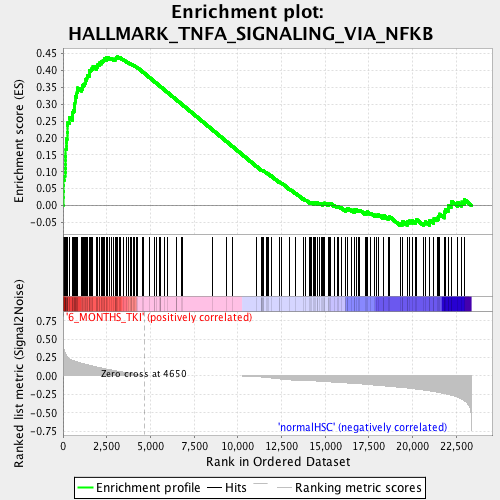 Enrichment plot:
HALLMARK_TNFA_SIGNALING_VIA_NFKB
Enrichment score (ES)
0.45
0.40
0.35
0.30
0.25
0.20
0.15
0.10
0.05
0.00
-0.05
Ranked list metric (Signal2Noise)
0.75
0.50
0.25
0.00
-0.25
-0.50
-0.75
'6_MONTHS_TKI' (positively correlated)
Zero cross at 4650
'normalHSC' (negatively correlated)
0 2,500 5,000 7,500 10,000 12,500 15,000 17,500 20,000 22,500
Rank in Ordered Dataset
Enrichment profile Hits Ranking metric scores